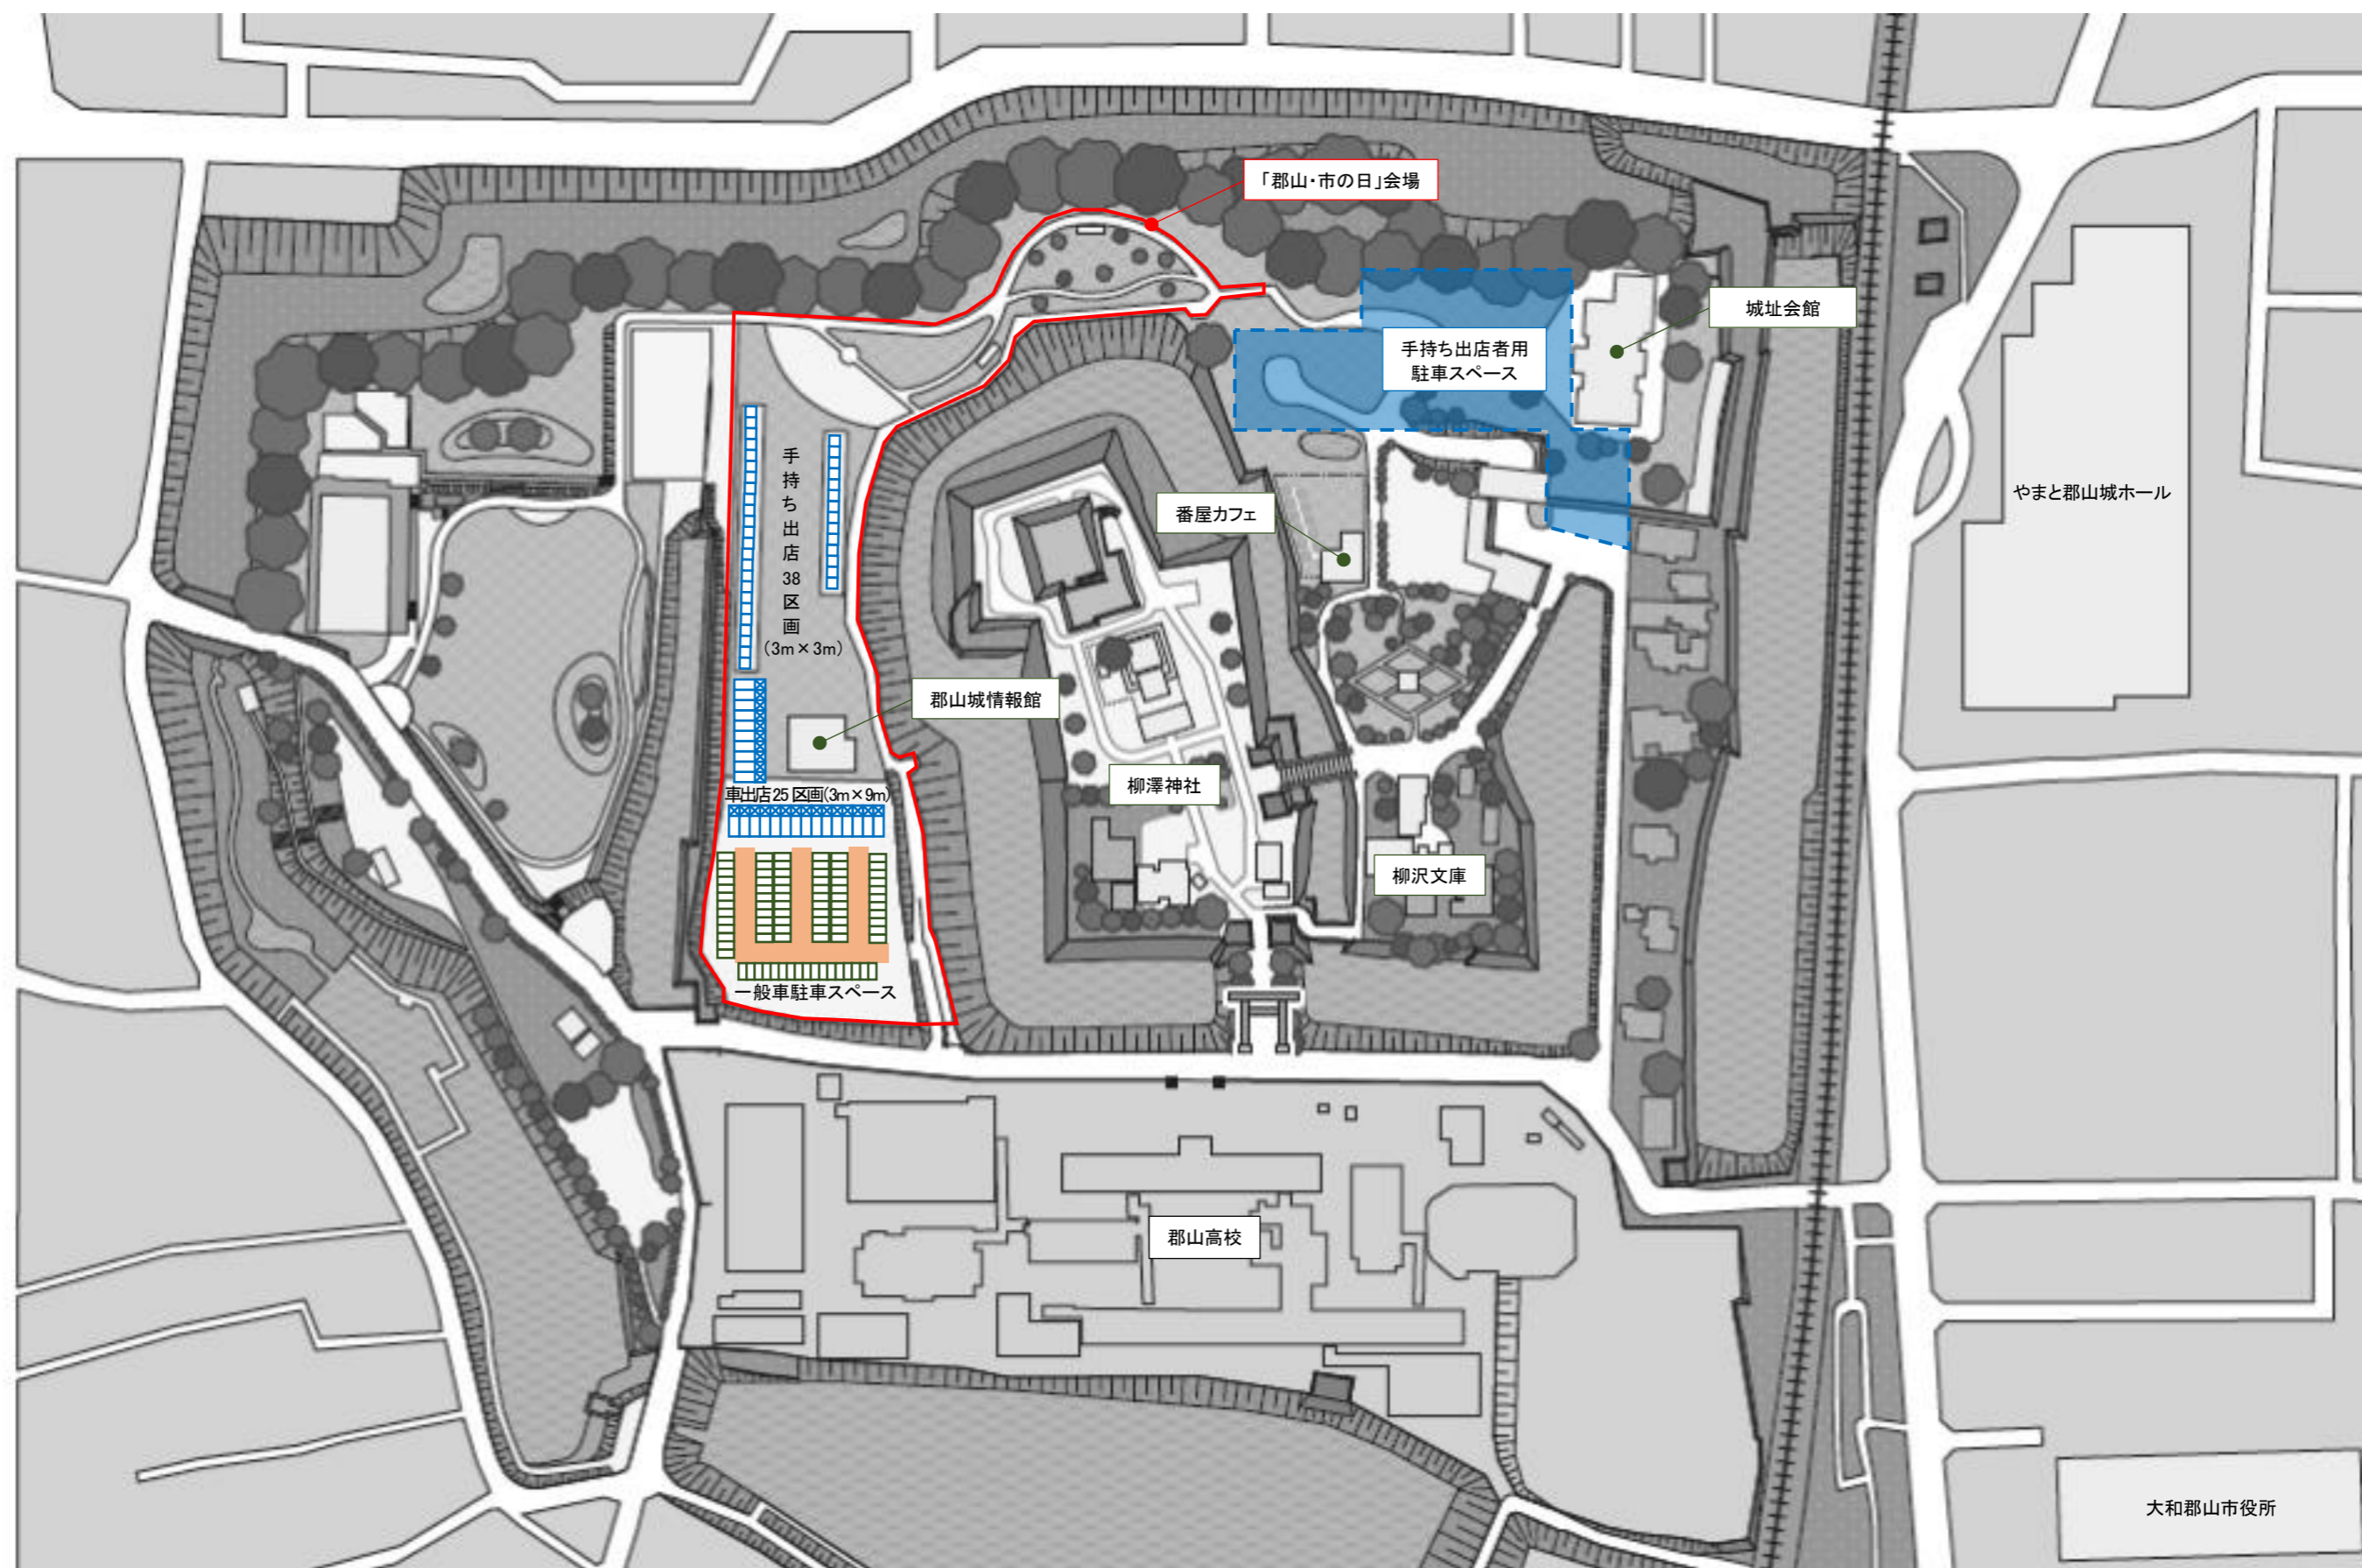 「郡山・市の日」会場
城址会館
手持ち出店者用
駐車スペース
手持ち出店38区画
(3m×3m)
番屋カフェ
やまと郡山城ホール
郡山城情報館
柳澤神社
車出店25区画(3m×9m)
柳沢文庫
一般車駐車スペース
郡山高校
大和郡山市役所